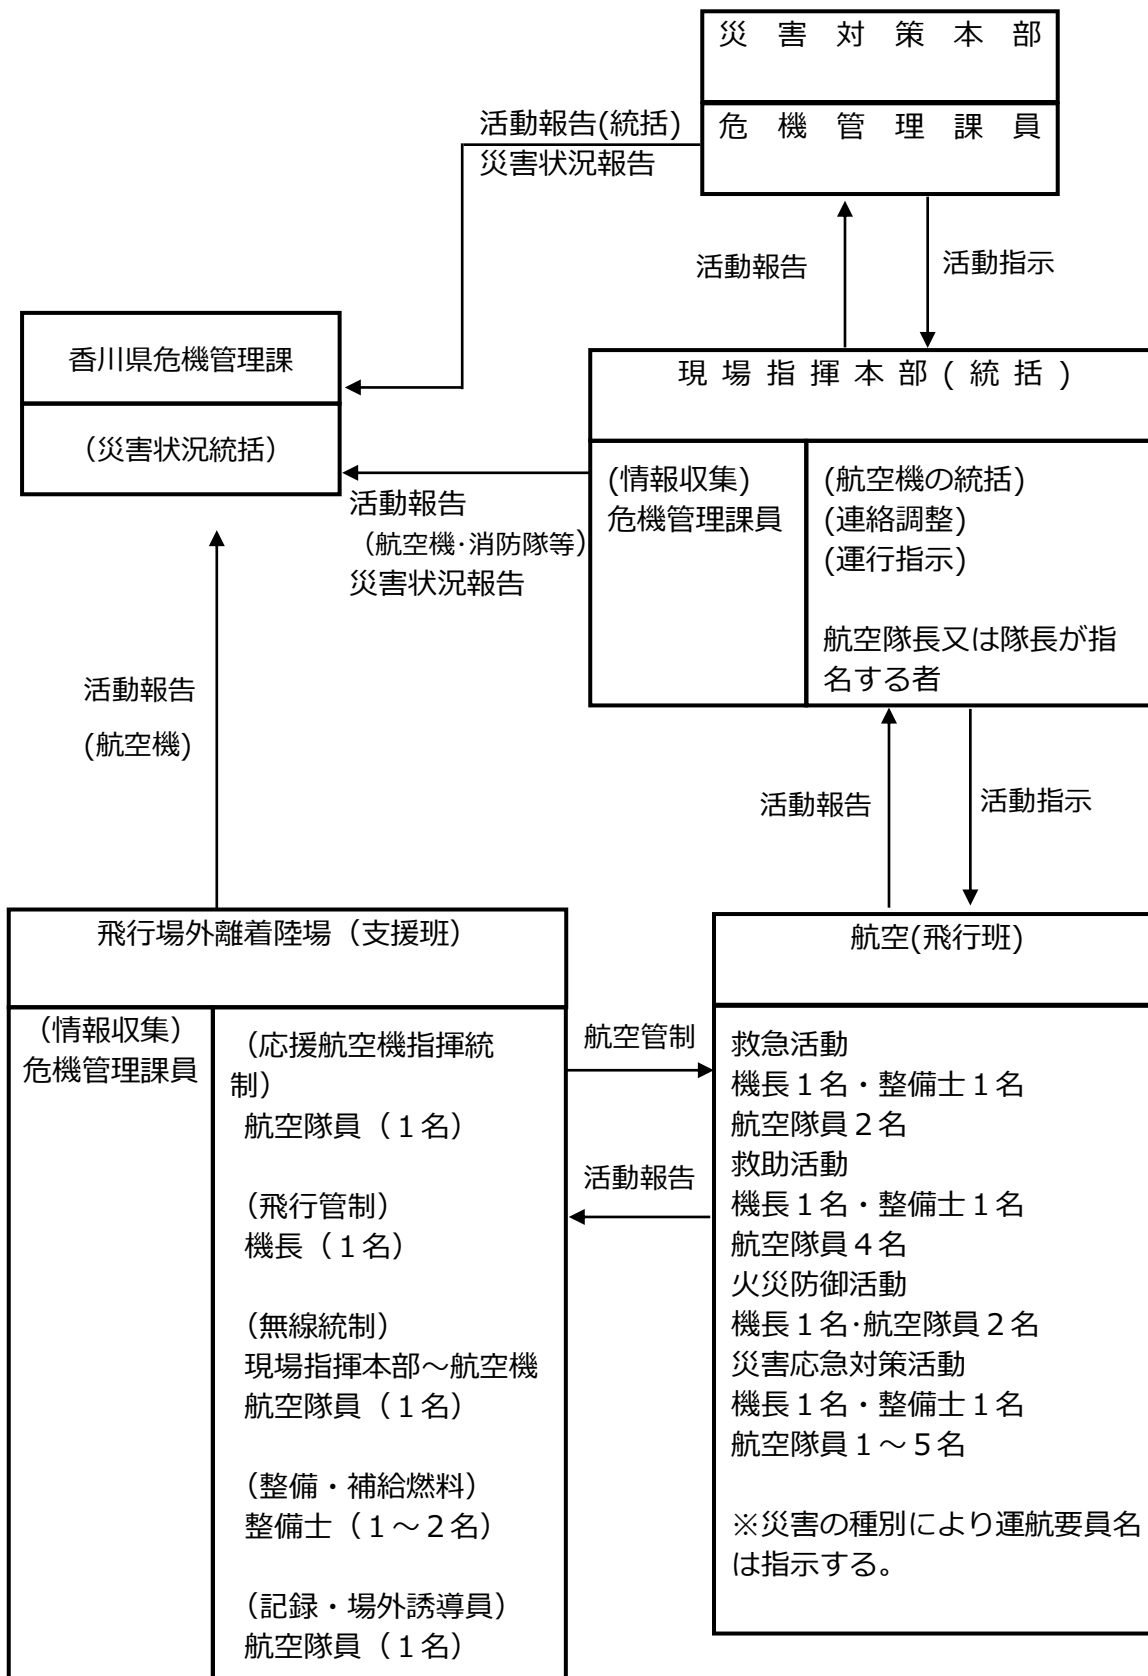 災害対策本部
危機管理課員
活動報告(統括)
災害状況報告
活動報告
活動指示
香川県危機管理課
(災害状況統括)
現場指揮本部(統括)
(情報収集)
危機管理課員
(航空機の統括)
(連絡調整)
(運行指示)
航空隊長又は隊長が指
名する者
活動報告
(航空機･消防隊等)
災害状況報告
活動報告
(航空機)
活動報告
活動指示
飛行場外離着陸場(支援班)
(情報収集)
危機管理課員
(応援航空機指揮統
制)
航空隊員(1名)
(飛行管制)
機長(1名)
(無線統制)
現場指揮本部~航空機
航空隊員(1名)
(整備・補給燃料)
整備士(1~2名)
(記録・場外誘導員)
航空隊員(1名)
航空管制
活動報告
航空(飛行班)
救急活動
機長1名・整備士1名
航空隊員2名
救助活動
機長1名・整備士1名
航空隊員4名
火災防御活動
機長1名･航空隊員2名
災害応急対策活動
機長1名・整備士1名
航空隊員1~5名
※災害の種別により運航要員名
は指示する。